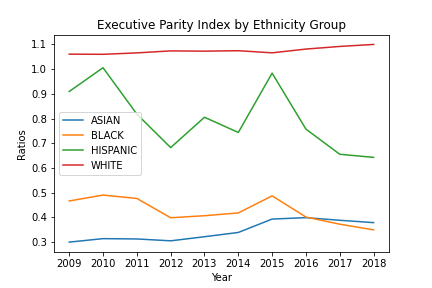 Executive Parity Index by Ethnicity Group
Ratios
1.1
1.0
0.9
0.8
0.7
0.6
0.5
0.4
0.3
ASIAN
BLACK
HISPANIC
WHITE
2009 2010 2011 2012 2013 2014 2015 2016 2017 2018
Year